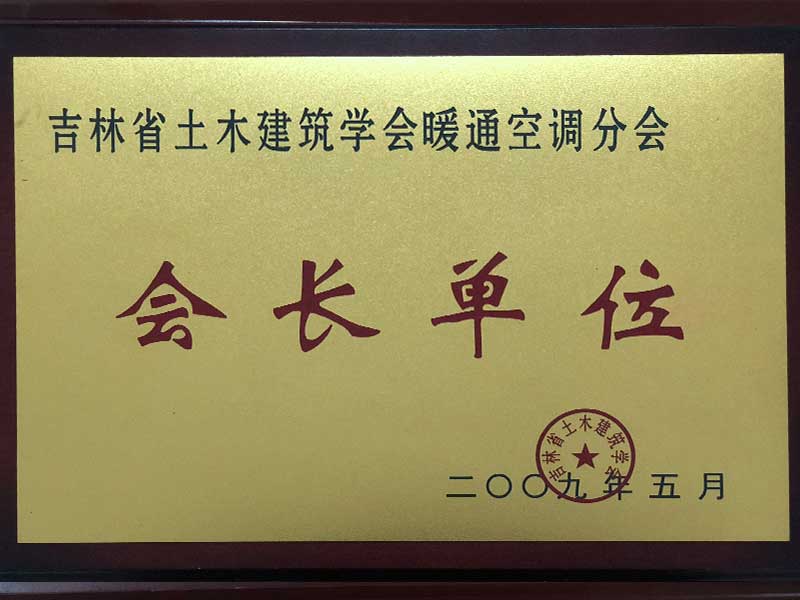 吉林省土木建筑学会暖通空调分会
会长单位
吉林省土木建筑学会
二〇〇九年五月